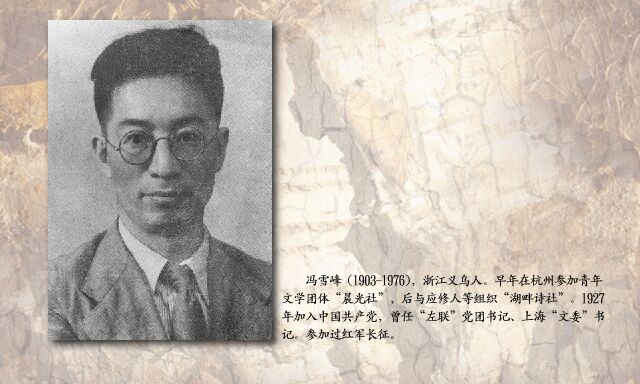 冯雪峰（1903-1976），浙江义乌人。早年在杭州参加青年
文学团体“晨光社”，后与应修人等组织“湖畔诗社”。1927
年加入中国共产党，曾任“左联”党团书记、上海“文委”书
记。参加过红军长征。